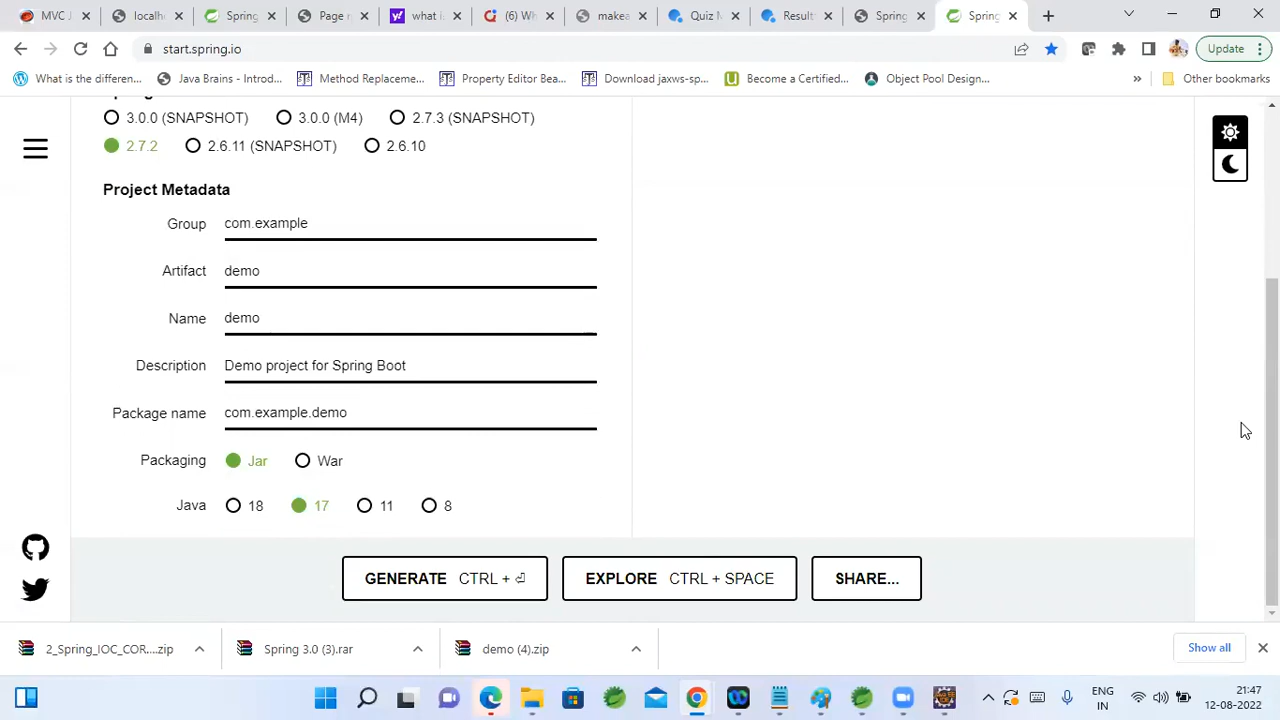 MVC J
localh
Spring
Page r
what is
(6) Wh
makea
Quiz M
Result
Spring
Spring
start.spring.io
Update
What is the differen...
Java Brains - Introd...
Method Replaceme...
Property Editor Bea...
Download jaxws-sp...
Become a Certified...
Object Pool Design...
»
Other bookmarks
3.0.0 (SNAPSHOT) 3.0.0 (M4) 2.7.3 (SNAPSHOT)
2.7.2 2.6.11 (SNAPSHOT) 2.6.10
Project Metadata
Group com.example
Artifact demo
Name demo
Description Demo project for Spring Boot
Package name com.example.demo
Packaging Jar War
Java 18 17 11 8
GENERATE CTRL + ⏎ EXPLORE CTRL + SPACE SHARE...
2_Spring_IOC_COR....zip
Spring 3.0 (3).rar
demo (4).zip
Show all
ENG
IN
21:47
12-08-2022